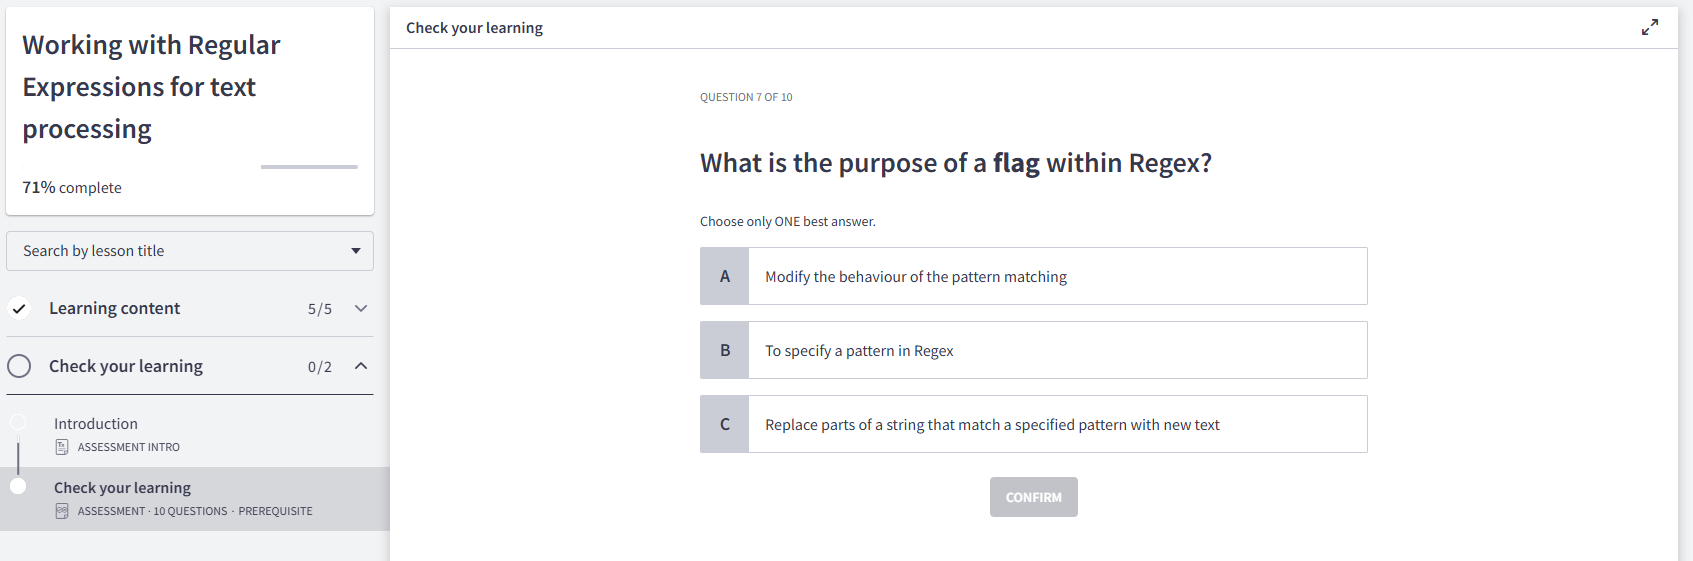 Working with Regular
Expressions for text
processing
71% complete
Search by lesson title
Learning content 5/5
Check your learning 0/2
Introduction
ASSESSMENT INTRO
Check your learning
ASSESSMENT · 10 QUESTIONS · PREREQUISITE
Check your learning
QUESTION 7 OF 10
What is the purpose of a flag within Regex?
Choose only ONE best answer.
A Modify the behaviour of the pattern matching
B To specify a pattern in Regex
C Replace parts of a string that match a specified pattern with new text
CONFIRM